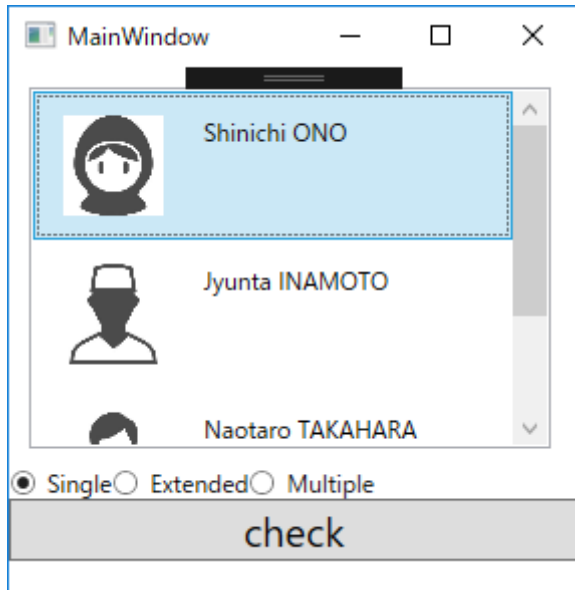 MainWindow
Shinichi ONO
Jyunta INAMOTO
Naotaro TAKAHARA
Single Extended Multiple
check